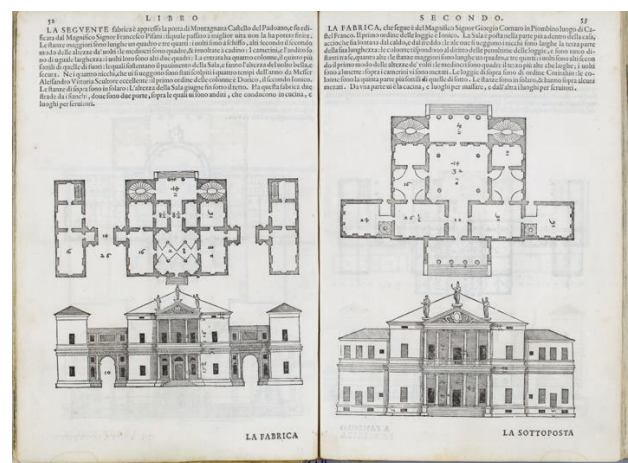 52 LIBRO
LA SEGVENTE fabrica è appresso la porta di Montagnana Castello del Padoano, e fu edi-
ficata dal Magnifico Signor Francesco Pisani: il quale passato à miglior vita non la ha potuta finire.
Le stanze maggiori sono lunghe un quadro e tre quarti: i uolti sono à schiffo, alti secondo il secondo
modo delle altezze de' uolti: le mediocri sono quadre, & inuoltate à cadino: I camerini, e l'andito so-
no di uguale larghezza: i uolti loro sono alti due quadri: La entrata ha quattro colonne, il quinto più
sottili di quelle di fuori: lequali sostentano il pauimento della Sala, e fanno l'altezza del uolto bella, e
secura. Ne i quattro nicchi, che ui si ueggono sono stati scolpiti i quattro tempi dell'anno da Messer
Alessandro Vittoria Scultore eccellente: il primo ordine delle colonne è Dorico, il secondo Ionico.
Le stanze di sopra sono in solaro: L'altezza della Sala giugne fin sotto il tetto. Ha questa fabrica due
strade da i fianchi, doue sono due porte, sopra le quali ui sono anditi, che conducono in cucina, e
luoghi per seruitori.
LA FABRICA
SECONDO. 53
LA FABRICA, che segue è del Magnifico Signor Giorgio Cornaro in Piombino luogo di Ca-
stel Franco. Il primo ordine delle loggie è Ionico. La Sala è posta nella parte più a dentro della casa,
accioche sia lontana dal caldo, e dal freddo: le ale oue si ueggono i nicchi sono larghe la terza parte
della sua lunghezza: le colonne rispondono al diritto delle penultime delle loggie, e sono tanto di-
stanti tra se, quanto alte: le stanze maggiori sono lunghe un quadro, e tre quarti: i uolti sono alti secon-
do il primo modo delle altezze de' uolti: le mediocri sono quadre il terzo più alte che larghe; i uolti
sono à lunette: sopra i camerini vi sono mezati. Le loggie di sopra sono di ordine Corinthio: le co-
lonne sono la quinta parte più sottili di quelle di sotto. Le stanze sono in solaro, & hanno sopra alcuni
mezati. Da vna parte ui è la cucina, e luoghi per massare, e dall'altra i luoghi per seruitori.
LA SOTTOPOSTA